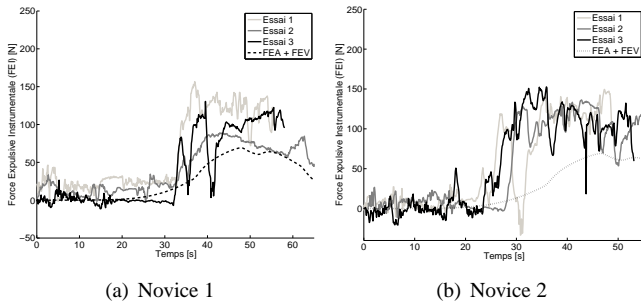 250
200
150
100
50
0
−50
Force Expulsive Instrumentale (FEI) [N]
0 10 20 30 40 50 60
Temps [s]
Essai 1
Essai 2
Essai 3
FEA + FEV
(a) Novice 1
250
200
150
100
50
0
Force Expulsive Instrumentale (FEI) [N]
0 10 20 30 40 50
Temps [s]
Essai 1
Essai 2
Essai 3
FEA + FEV
(b) Novice 2